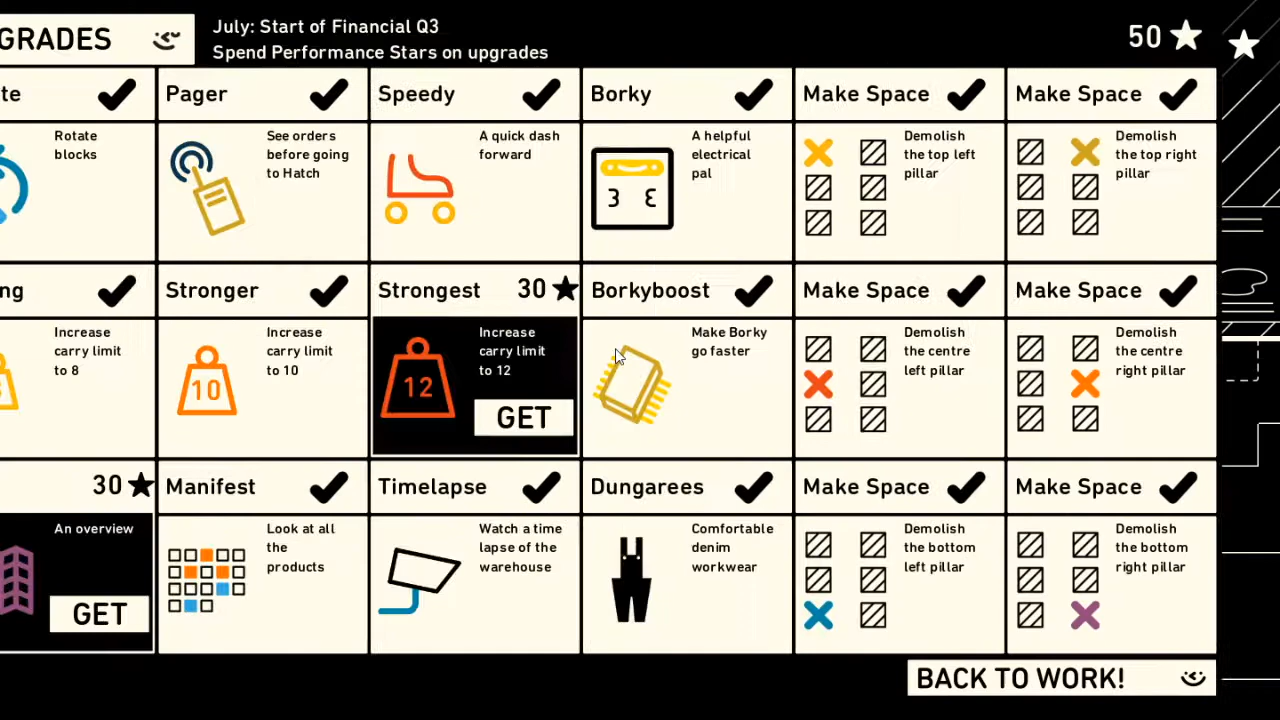 GRADES
July: Start of Financial Q3
Spend Performance Stars on upgrades
50
te
Rotate
blocks
Pager
See orders
before going
to Hatch
Speedy
A quick dash
forward
Borky
A helpful
electrical
pal
Make Space
Demolish
the top left
pillar
Make Space
Demolish
the top right
pillar
ng
Increase
carry limit
to 8
Stronger
10
Increase
carry limit
to 10
Strongest 30
12
Increase
carry limit
to 12
GET
Borkyboost
Make Borky
go faster
Make Space
Demolish
the centre
left pillar
Make Space
Demolish
the centre
right pillar
30
An overview
GET
Manifest
Look at all
the
products
Timelapse
Watch a time
lapse of the
warehouse
Dungarees
Comfortable
denim
workwear
Make Space
Demolish
the bottom
left pillar
Make Space
Demolish
the bottom
right pillar
BACK TO WORK!